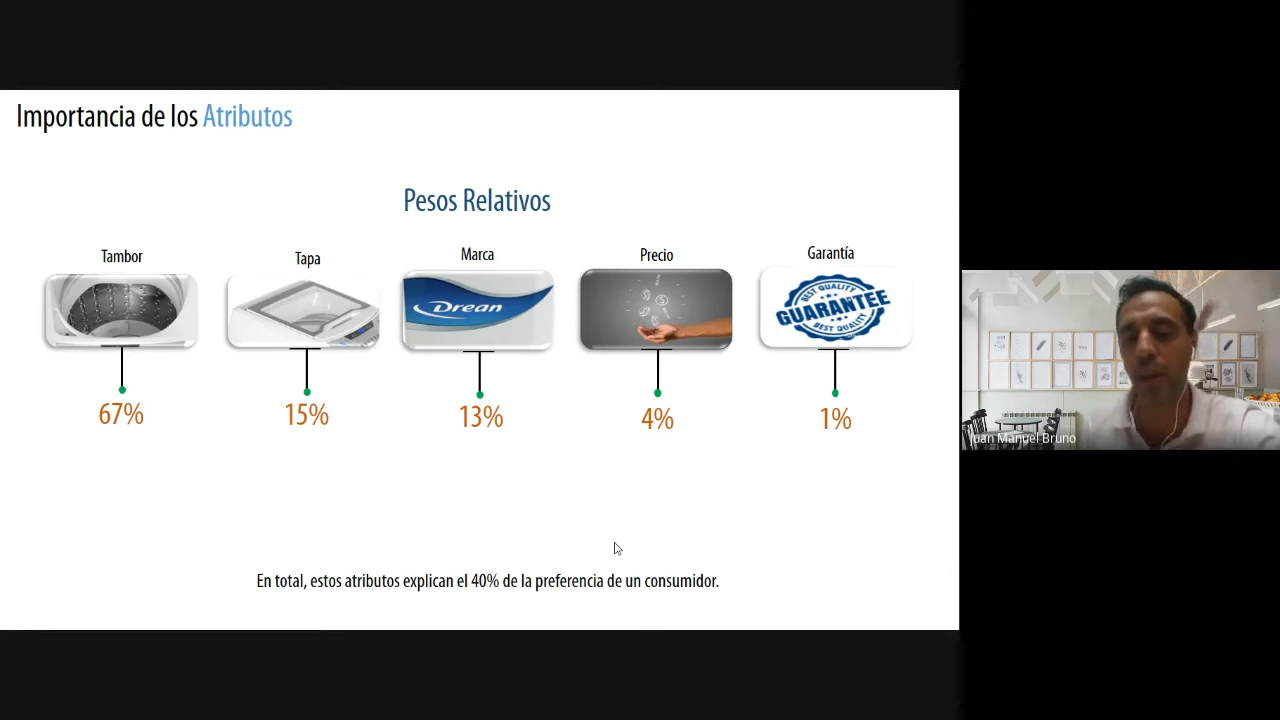 Importancia de los Atributos
Pesos Relativos
Tambor
Tapa
Marca
Precio
Garantía
Drean
BEST QUALITY
GUARANTEE
BEST QUALITY
67%
15%
13%
4%
1%
En total, estos atributos explican el 40% de la preferencia de un consumidor.
Juan Manuel Bruno